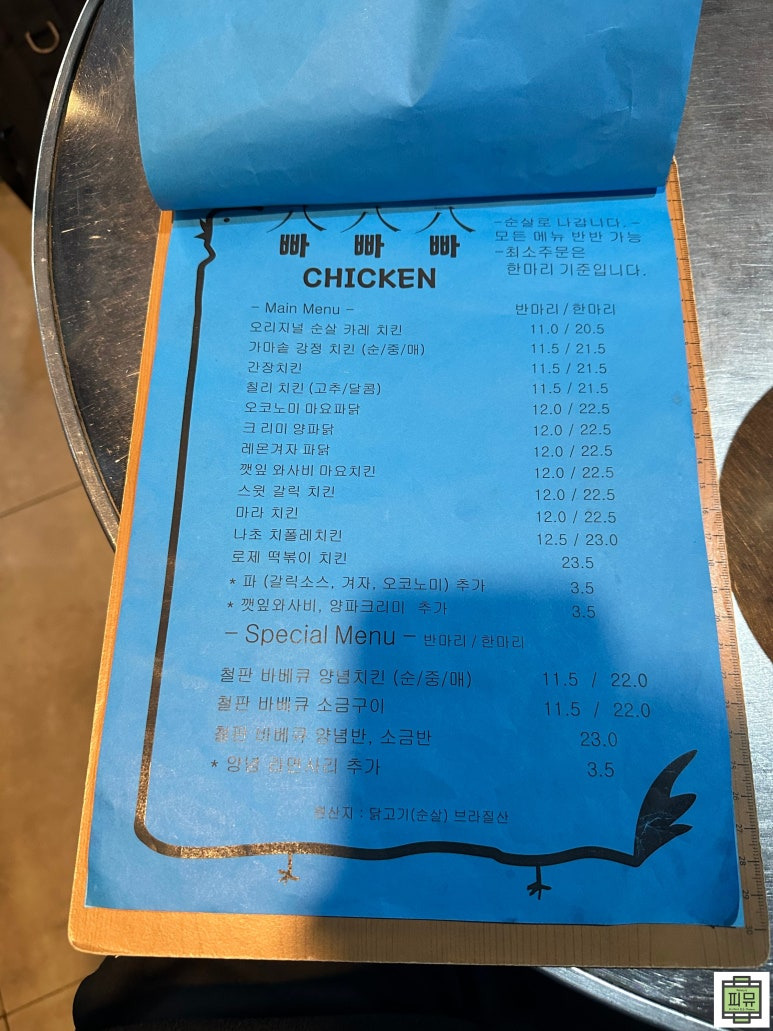 빠 빠 빠
CHICKEN
-순살로 나갑니다.-
모든 메뉴 반반 가능
-최소주문은
한마리 기준입니다.
- Main Menu - 반마리 / 한마리
오리지널 순살 카레 치킨 11.0 / 20.5
가마솥 강정 치킨 (순/중/매) 11.5 / 21.5
간장치킨 11.5 / 21.5
칠리 치킨 (고추/달콤) 11.5 / 21.5
오코노미 마요파닭 12.0 / 22.5
크리미 양파닭 12.0 / 22.5
레몬겨자 파닭 12.0 / 22.5
깻잎 와사비 마요치킨 12.0 / 22.5
스윗 갈릭 치킨 12.0 / 22.5
마라 치킨 12.0 / 22.5
나초 치폴레치킨 12.5 / 23.0
로제 떡볶이 치킨 23.5
* 파 (갈릭소스, 겨자, 오코노미) 추가 3.5
* 깻잎와사비, 양파크리미 추가 3.5
- Special Menu - 반마리 / 한마리
철판 바베큐 양념치킨 (순/중/매) 11.5 / 22.0
철판 바베큐 소금구이 11.5 / 22.0
철판 바베큐 양념반, 소금반 23.0
* 양념 라면사리 추가 3.5
원산지 : 닭고기(순살) 브라질산
피뮤